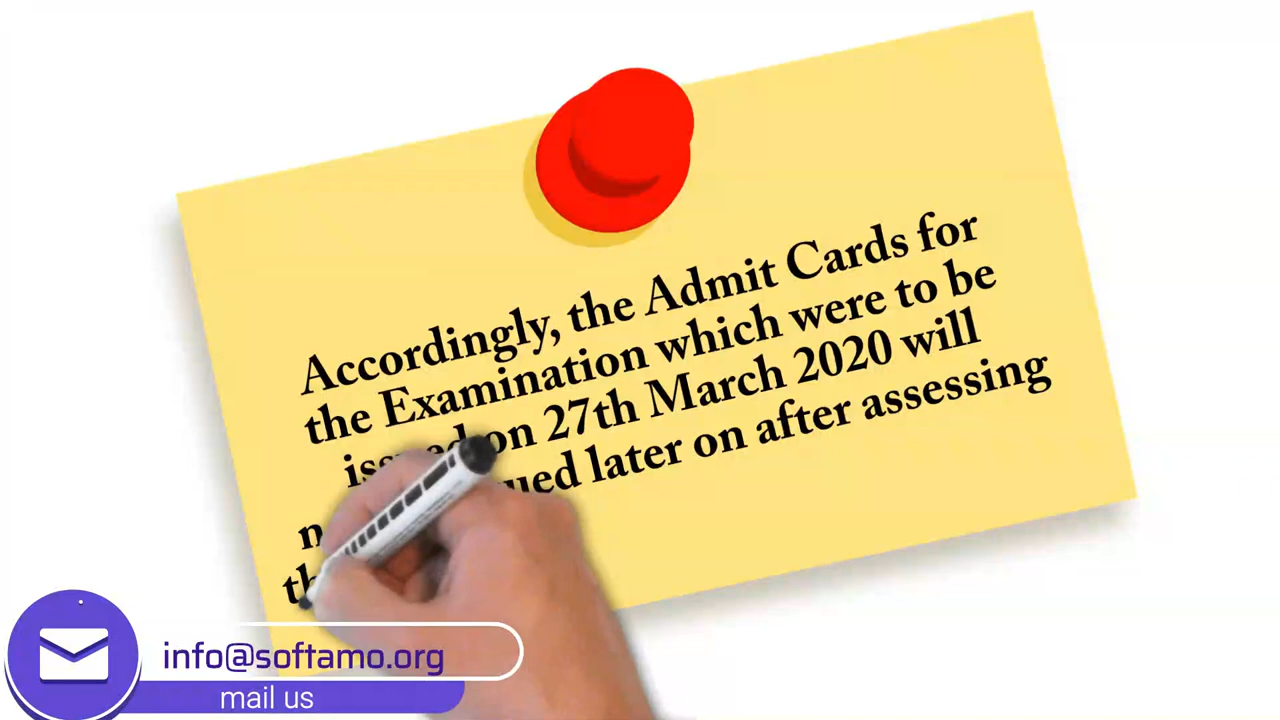 Accordingly, the Admit Cards for
the Examination which were to be
issued on 27th March 2020 will
later on after assessing
info@softamo.org
mail us